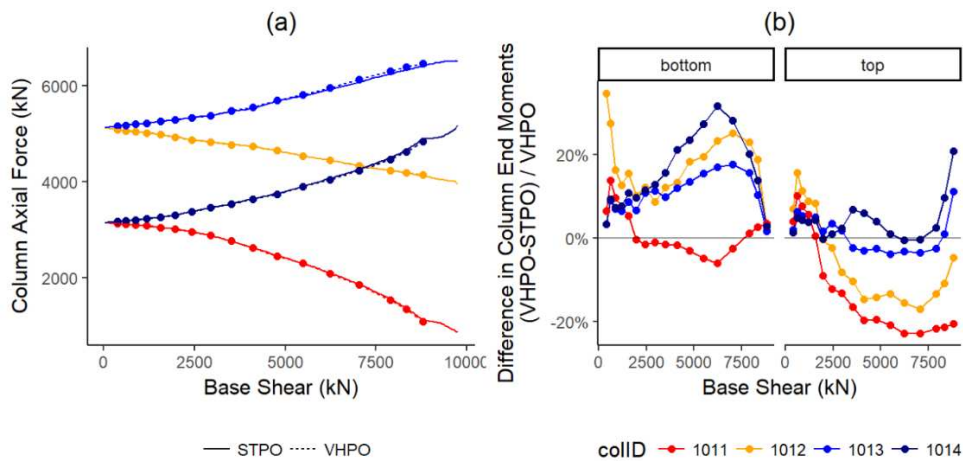 (a)
(b)
Column Axial Force (kN)
6000
4000
2000
0
2500
5000
7500
10000
Base Shear (kN)
STPO
VHPO
Difference in Column End Moments
(VHPO-STPO) / VHPO
bottom
top
20%
0%
-20%
0
2500
5000
7500
0
2500
5000
7500
Base Shear (kN)
colID
1011
1012
1013
1014